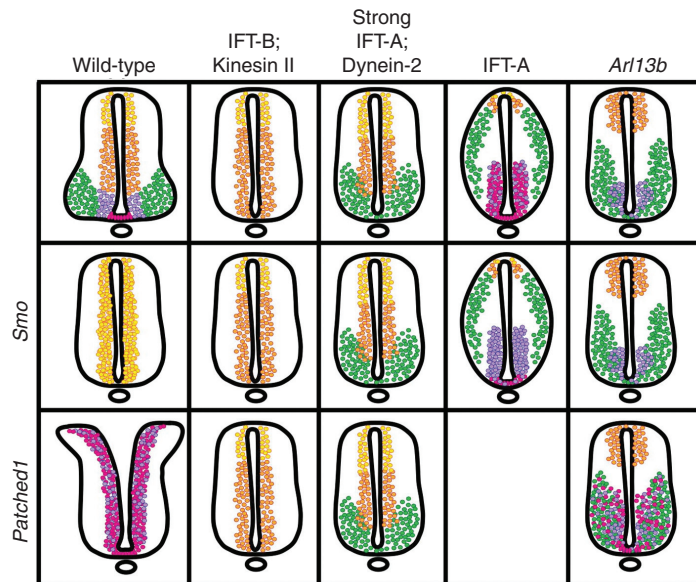 Wild-type
IFT-B;
Kinesin II
Strong
IFT-A;
Dynein-2
IFT-A
Arl13b
Smo
Patched1